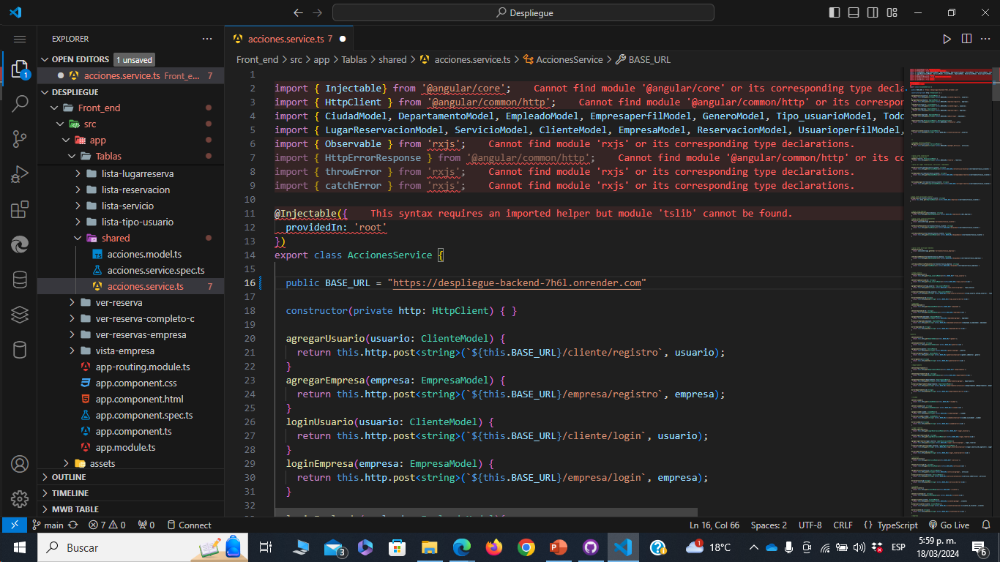 Despliegue
EXPLORER
OPEN EDITORS 1 unsaved
acciones.service.ts Front_e... 7
DESPLIEGUE
Front_end
src
app
Tablas
lista-lugarreserva
lista-reservacion
lista-servicio
lista-tipo-usuario
shared
acciones.model.ts
acciones.service.spec.ts
acciones.service.ts 7
ver-reserva
ver-reserva-completo-c
ver-reservas-empresa
vista-empresa
app-routing.module.ts
app.component.css
app.component.html
app.component.spec.ts
app.component.ts
app.module.ts
assets
OUTLINE
TIMELINE
MWB TABLE
1
acciones.service.ts 7
Front_end > src > app > Tablas > shared > acciones.service.ts > AccionesService > BASE_URL
1
2 import { Injectable} from '@angular/core'; Cannot find module '@angular/core' or its corresponding type decla
3 import { HttpClient } from '@angular/common/http'; Cannot find module '@angular/common/http' or its correspon
4 import { CiudadModel, DepartamentoModel, EmpleadoModel, EmpresaperfilModel, GeneroModel, Tipo_usuarioModel, Todo
5 import { LugarReservacionModel, ServicioModel, ClienteModel, EmpresaModel, ReservacionModel, UsuarioperfilModel,
6 import { Observable } from 'rxjs'; Cannot find module 'rxjs' or its corresponding type declarations.
7 import { HttpErrorResponse } from '@angular/common/http'; Cannot find module '@angular/common/http' or its co
8 import { throwError } from 'rxjs'; Cannot find module 'rxjs' or its corresponding type declarations.
9 import { catchError } from 'rxjs'; Cannot find module 'rxjs' or its corresponding type declarations.
10
11 @Injectable({ This syntax requires an imported helper but module 'tslib' cannot be found.
12 providedIn: 'root'
13 })
14 export class AccionesService {
15
16 public BASE_URL = "https://despliegue-backend-7h6l.onrender.com"
17
18 constructor(private http: HttpClient) { }
19
20 agregarUsuario(usuario: ClienteModel) {
21 return this.http.post<string>(`${this.BASE_URL}/cliente/registro`, usuario);
22 }
23 agregarEmpresa(empresa: EmpresaModel) {
24 return this.http.post<string>(`${this.BASE_URL}/empresa/registro`, empresa);
25 }
26 loginUsuario(usuario: ClienteModel) {
27 return this.http.post<string>(`${this.BASE_URL}/cliente/login`, usuario);
28 }
29 loginEmpresa(empresa: EmpresaModel) {
30 return this.http.post<string>(`${this.BASE_URL}/empresa/login`, empresa);
31 }
32
main 7 0 0 Connect Ln 16, Col 66 Spaces: 2 UTF-8 CRLF {} TypeScript Go Live
Buscar 3 1 18°C ESP 5:59 p. m.
18/03/2024 6